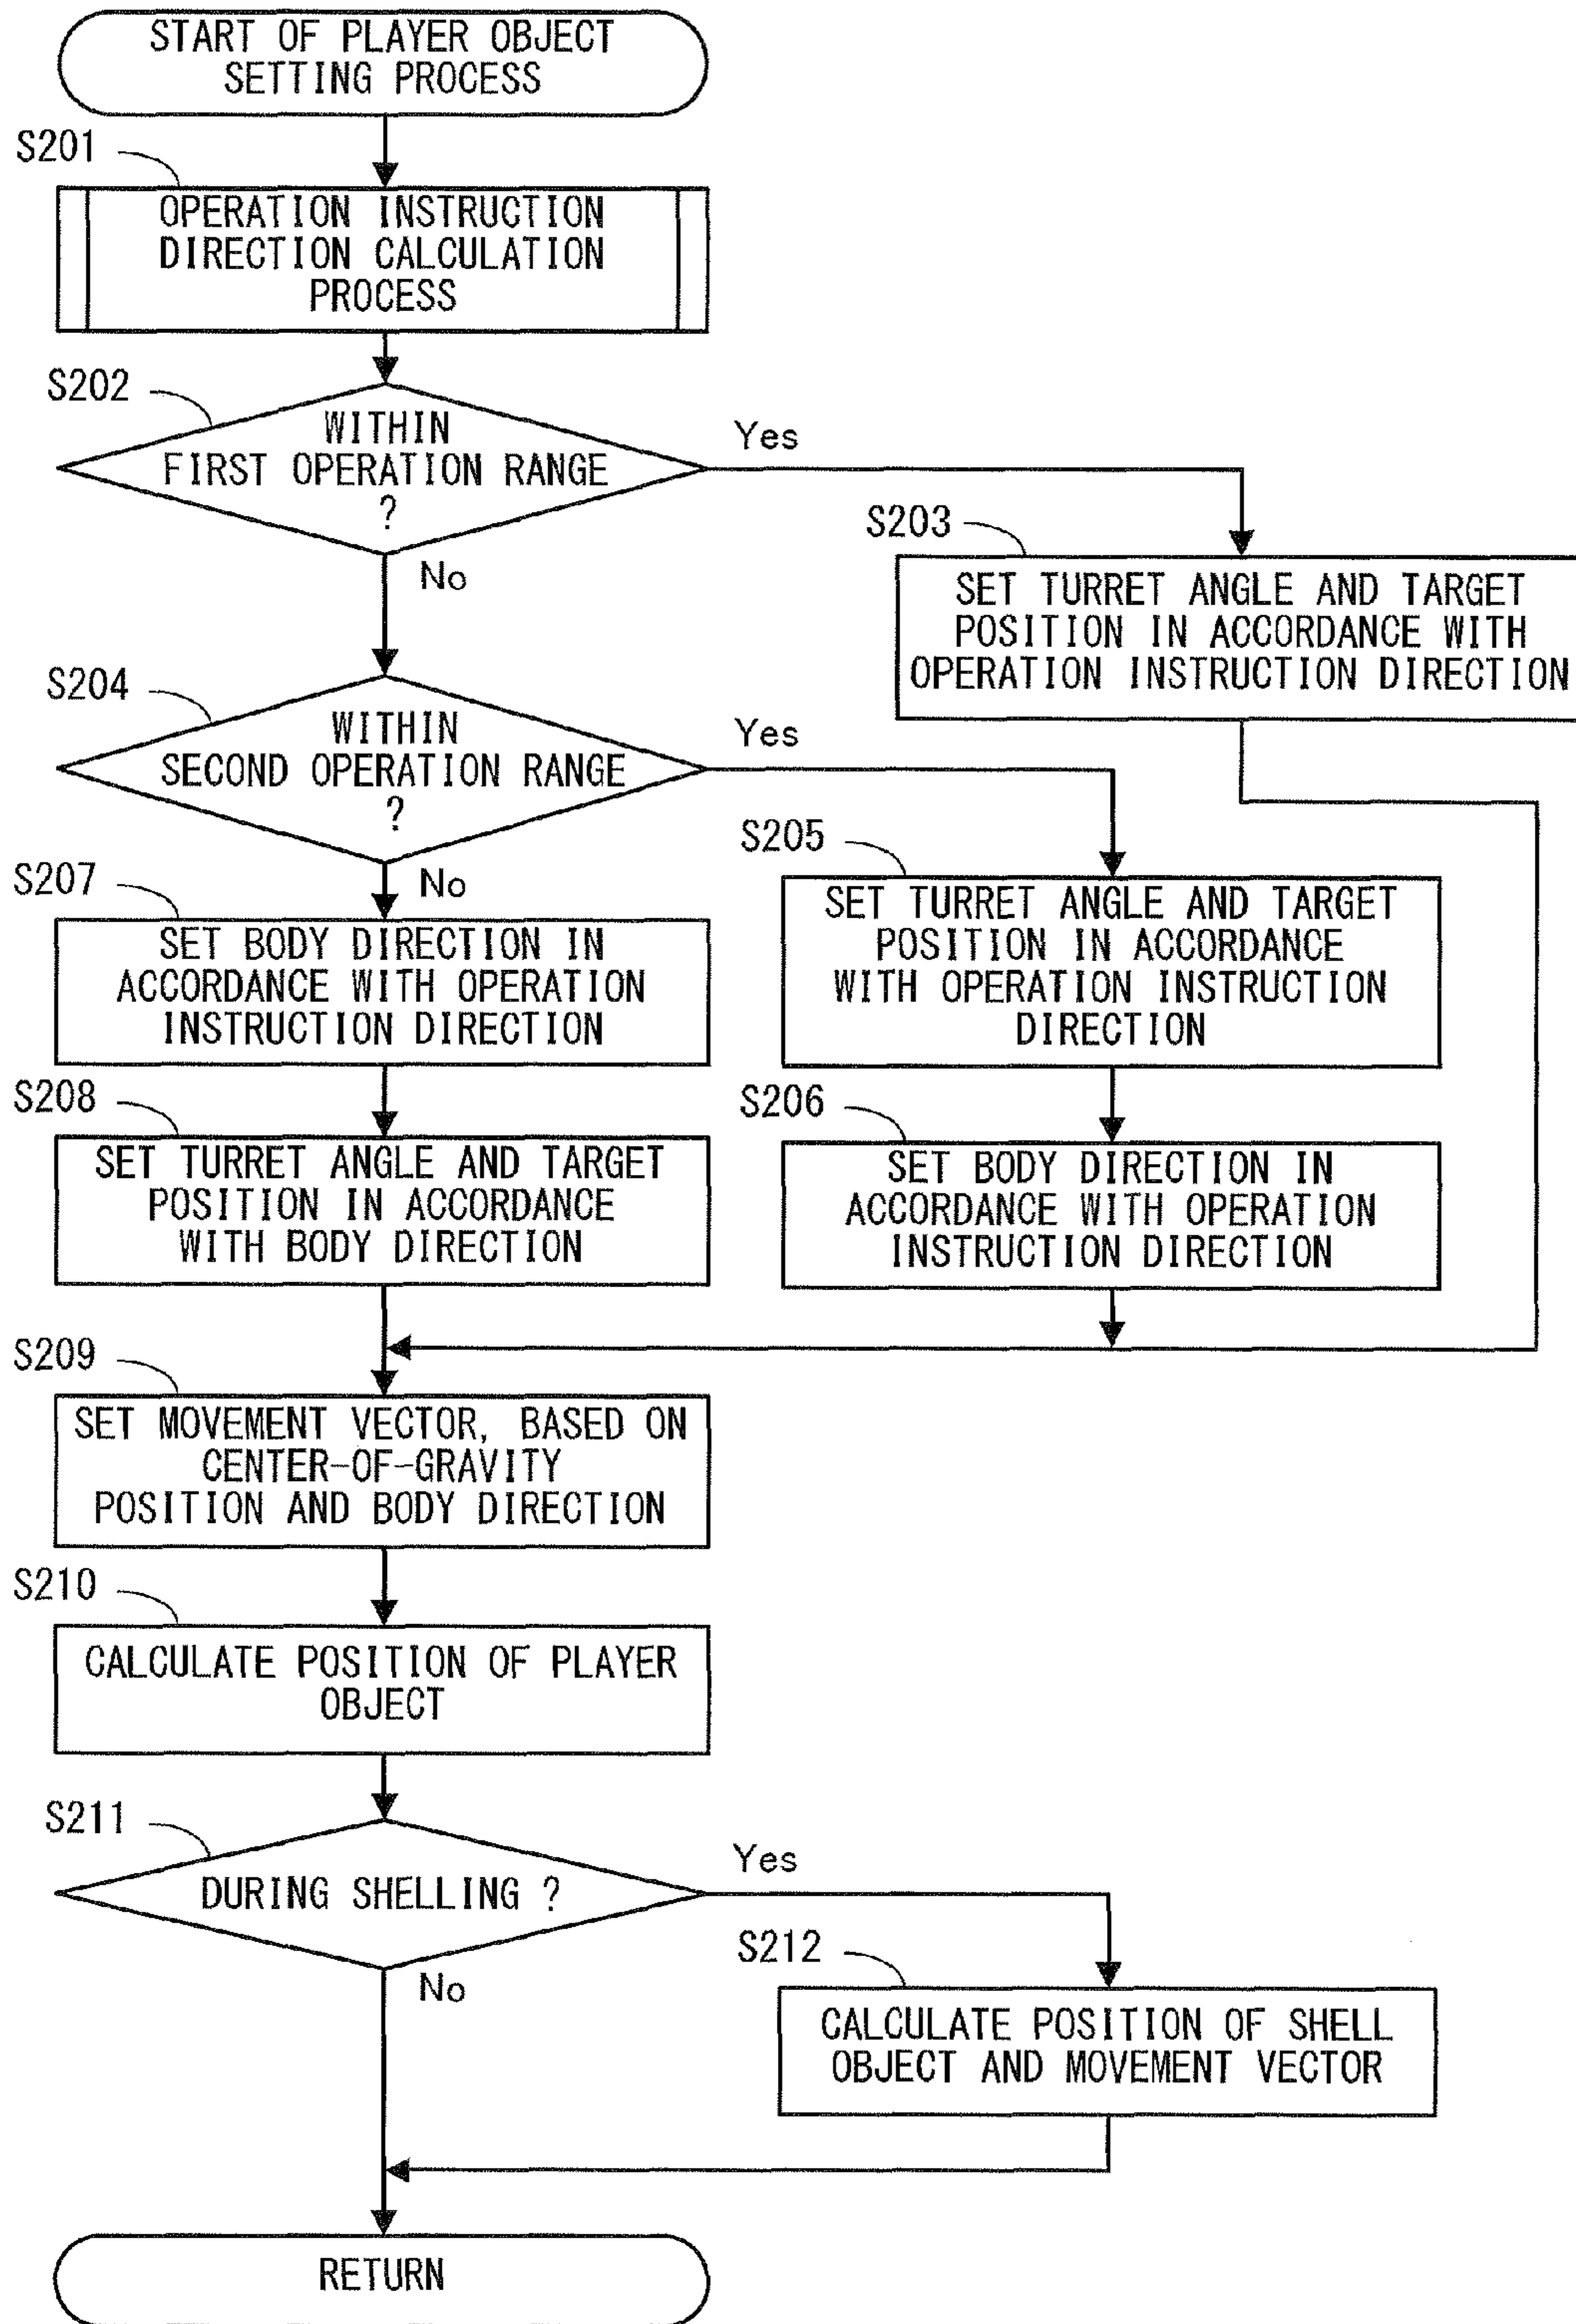 START OF PLAYER OBJECT
SETTING PROCESS
S201
OPERATION INSTRUCTION
DIRECTION CALCULATION
PROCESS
S202
WITHIN
FIRST OPERATION RANGE
?
Yes
No
S203
SET TURRET ANGLE AND TARGET
POSITION IN ACCORDANCE WITH
OPERATION INSTRUCTION DIRECTION
S204
WITHIN
SECOND OPERATION RANGE
?
Yes
No
S205
SET TURRET ANGLE AND TARGET
POSITION IN ACCORDANCE
WITH OPERATION INSTRUCTION
DIRECTION
S207
SET BODY DIRECTION IN
ACCORDANCE WITH OPERATION
INSTRUCTION DIRECTION
S206
SET BODY DIRECTION IN
ACCORDANCE WITH OPERATION
INSTRUCTION DIRECTION
S208
SET TURRET ANGLE AND TARGET
POSITION IN ACCORDANCE
WITH BODY DIRECTION
S209
SET MOVEMENT VECTOR, BASED ON
CENTER-OF-GRAVITY
POSITION AND BODY DIRECTION
S210
CALCULATE POSITION OF PLAYER
OBJECT
S211
DURING SHELLING ?
Yes
No
S212
CALCULATE POSITION OF SHELL
OBJECT AND MOVEMENT VECTOR
RETURN